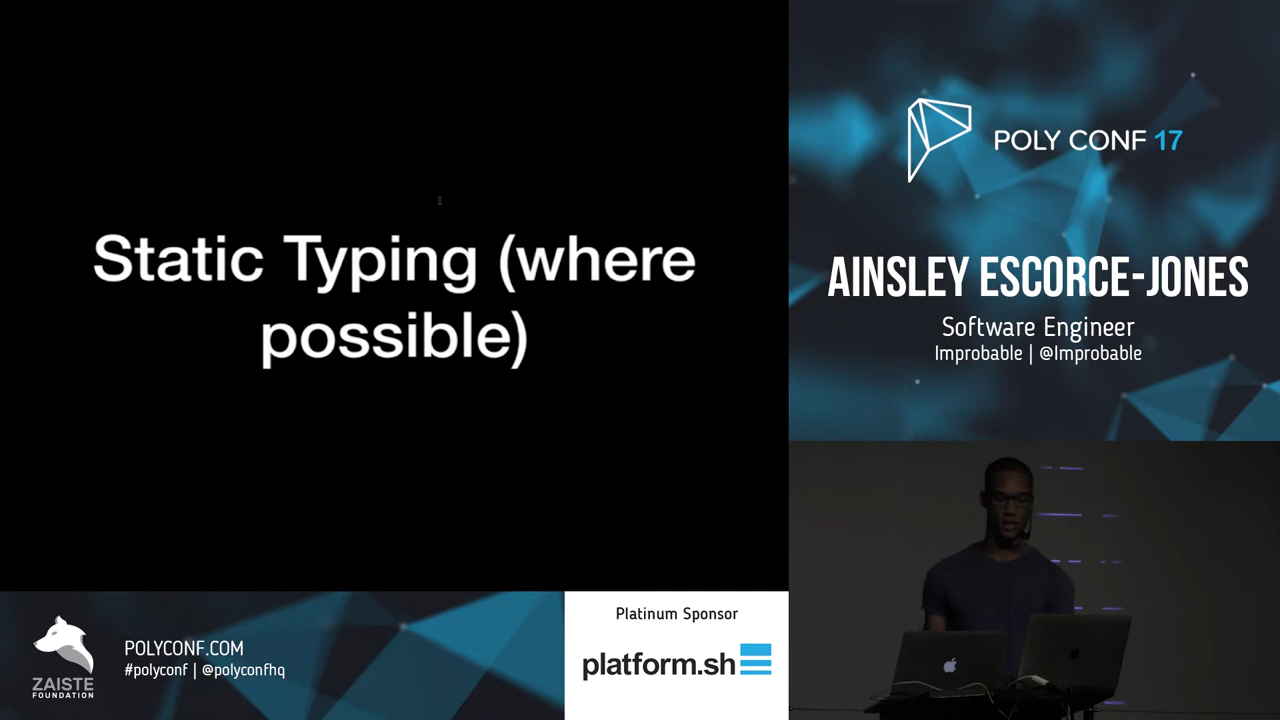 Static Typing (where
possible)
POLY CONF 17
AINSLEY ESCORCE-JONES
Software Engineer
Improbable | @Improbable
ZAISTE
FOUNDATION
POLYCONF.COM
#polyconf | @polyconfhq
Platinum Sponsor
platform.sh